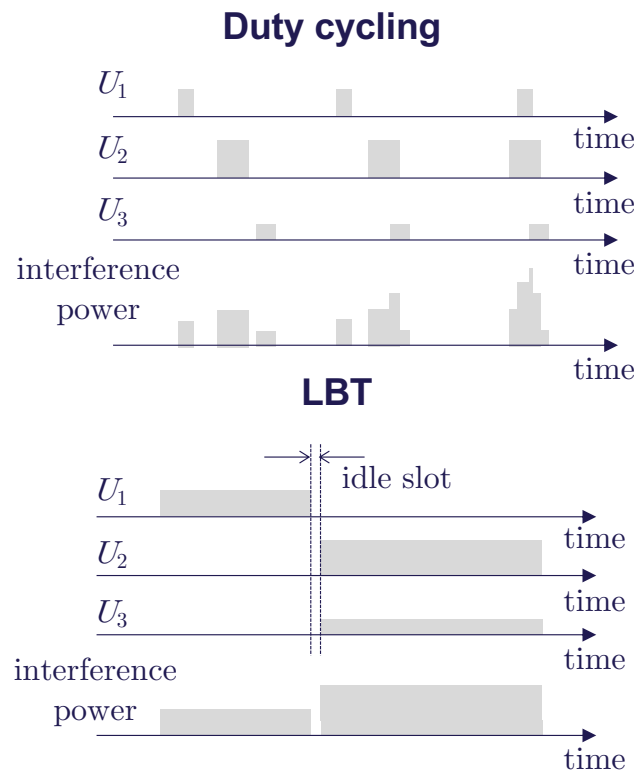 Duty cycling
U1
time
U2
time
U3
time
interference
power
time
LBT
idle slot
U1
time
U2
time
U3
time
interference
power
time